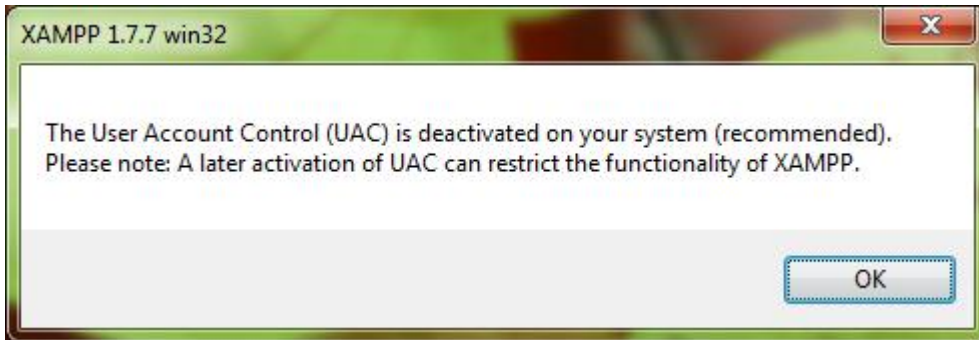 XAMPP 1.7.7 win32
The User Account Control (UAC) is deactivated on your system (recommended).
Please note: A later activation of UAC can restrict the functionality of XAMPP.
OK